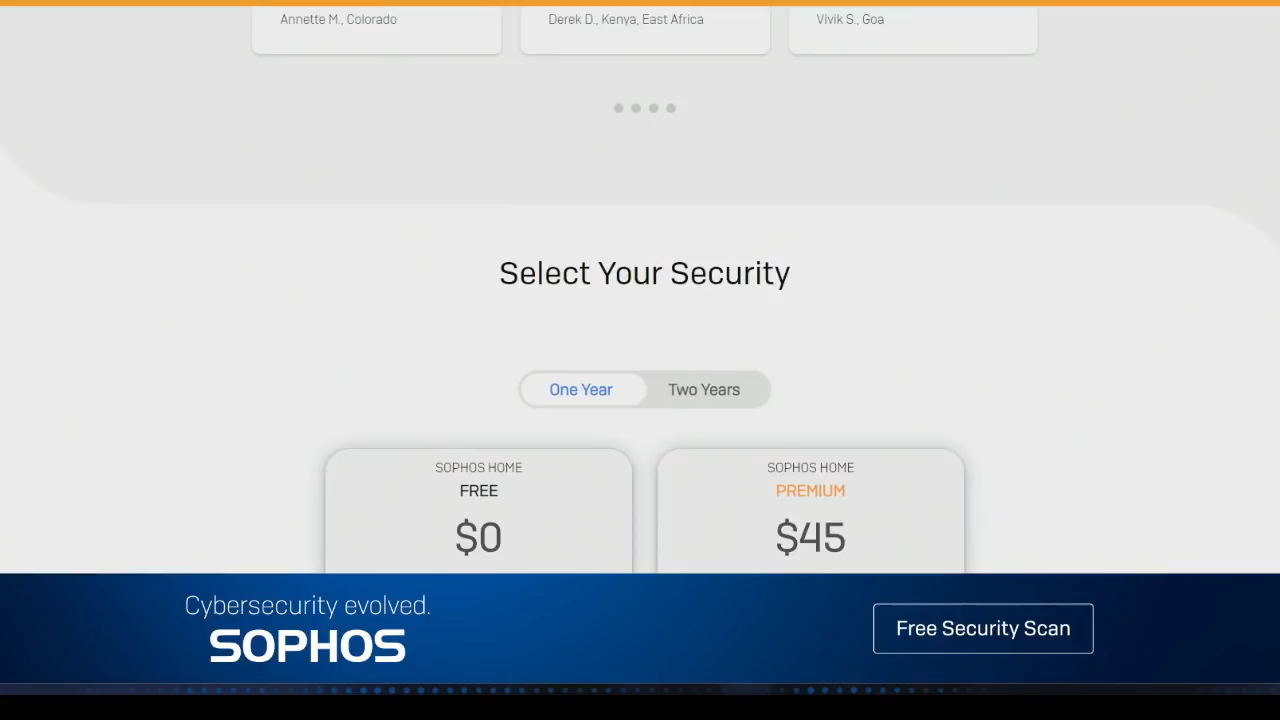 Annette M., Colorado
Derek D., Kenya, East Africa
Vivik S., Goa
Select Your Security
One Year
Two Years
SOPHOS HOME
FREE
$0
SOPHOS HOME
PREMIUM
$45
Cybersecurity evolved.
SOPHOS
Free Security Scan